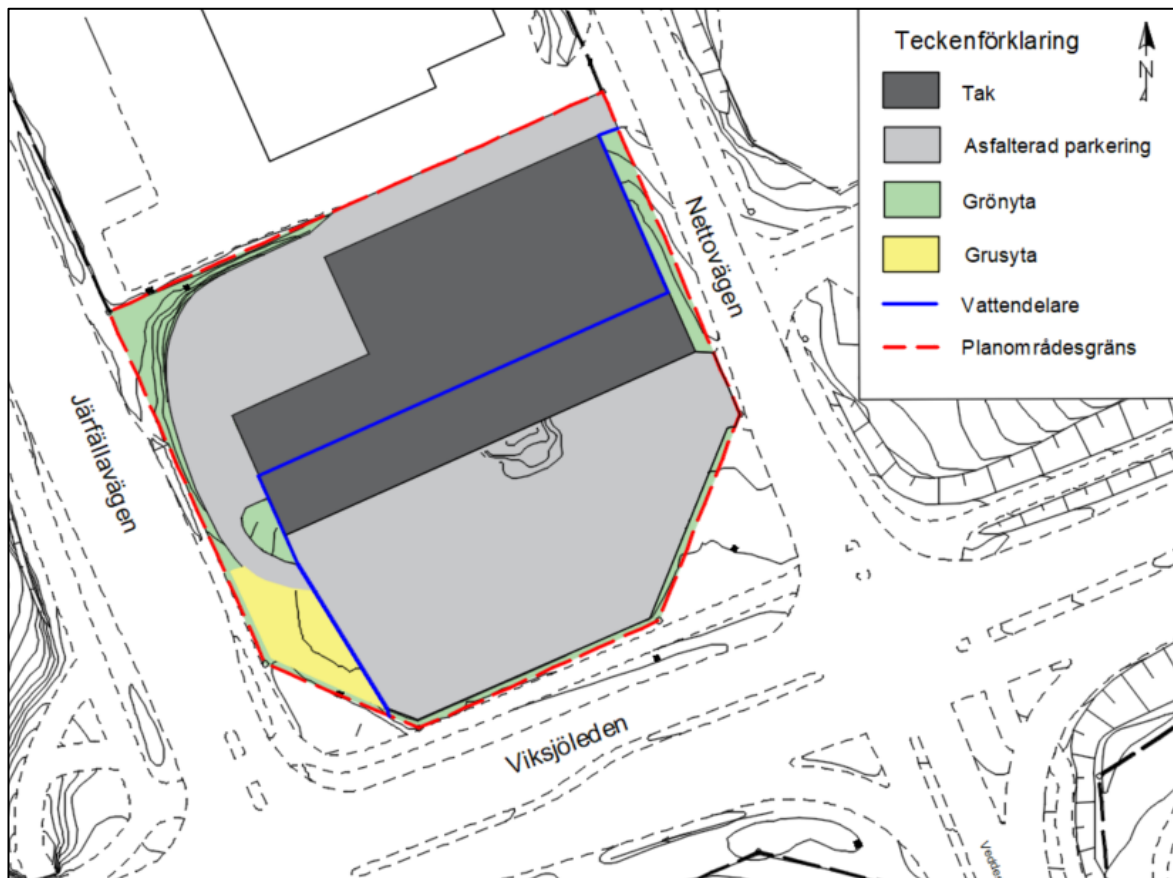 Teckenförklaring
N
Tak
Asfalterad parkering
Grönyta
Grusyta
Vattendelare
Planområdesgräns
Nettovägen
Järfällavägen
Viksjöleden